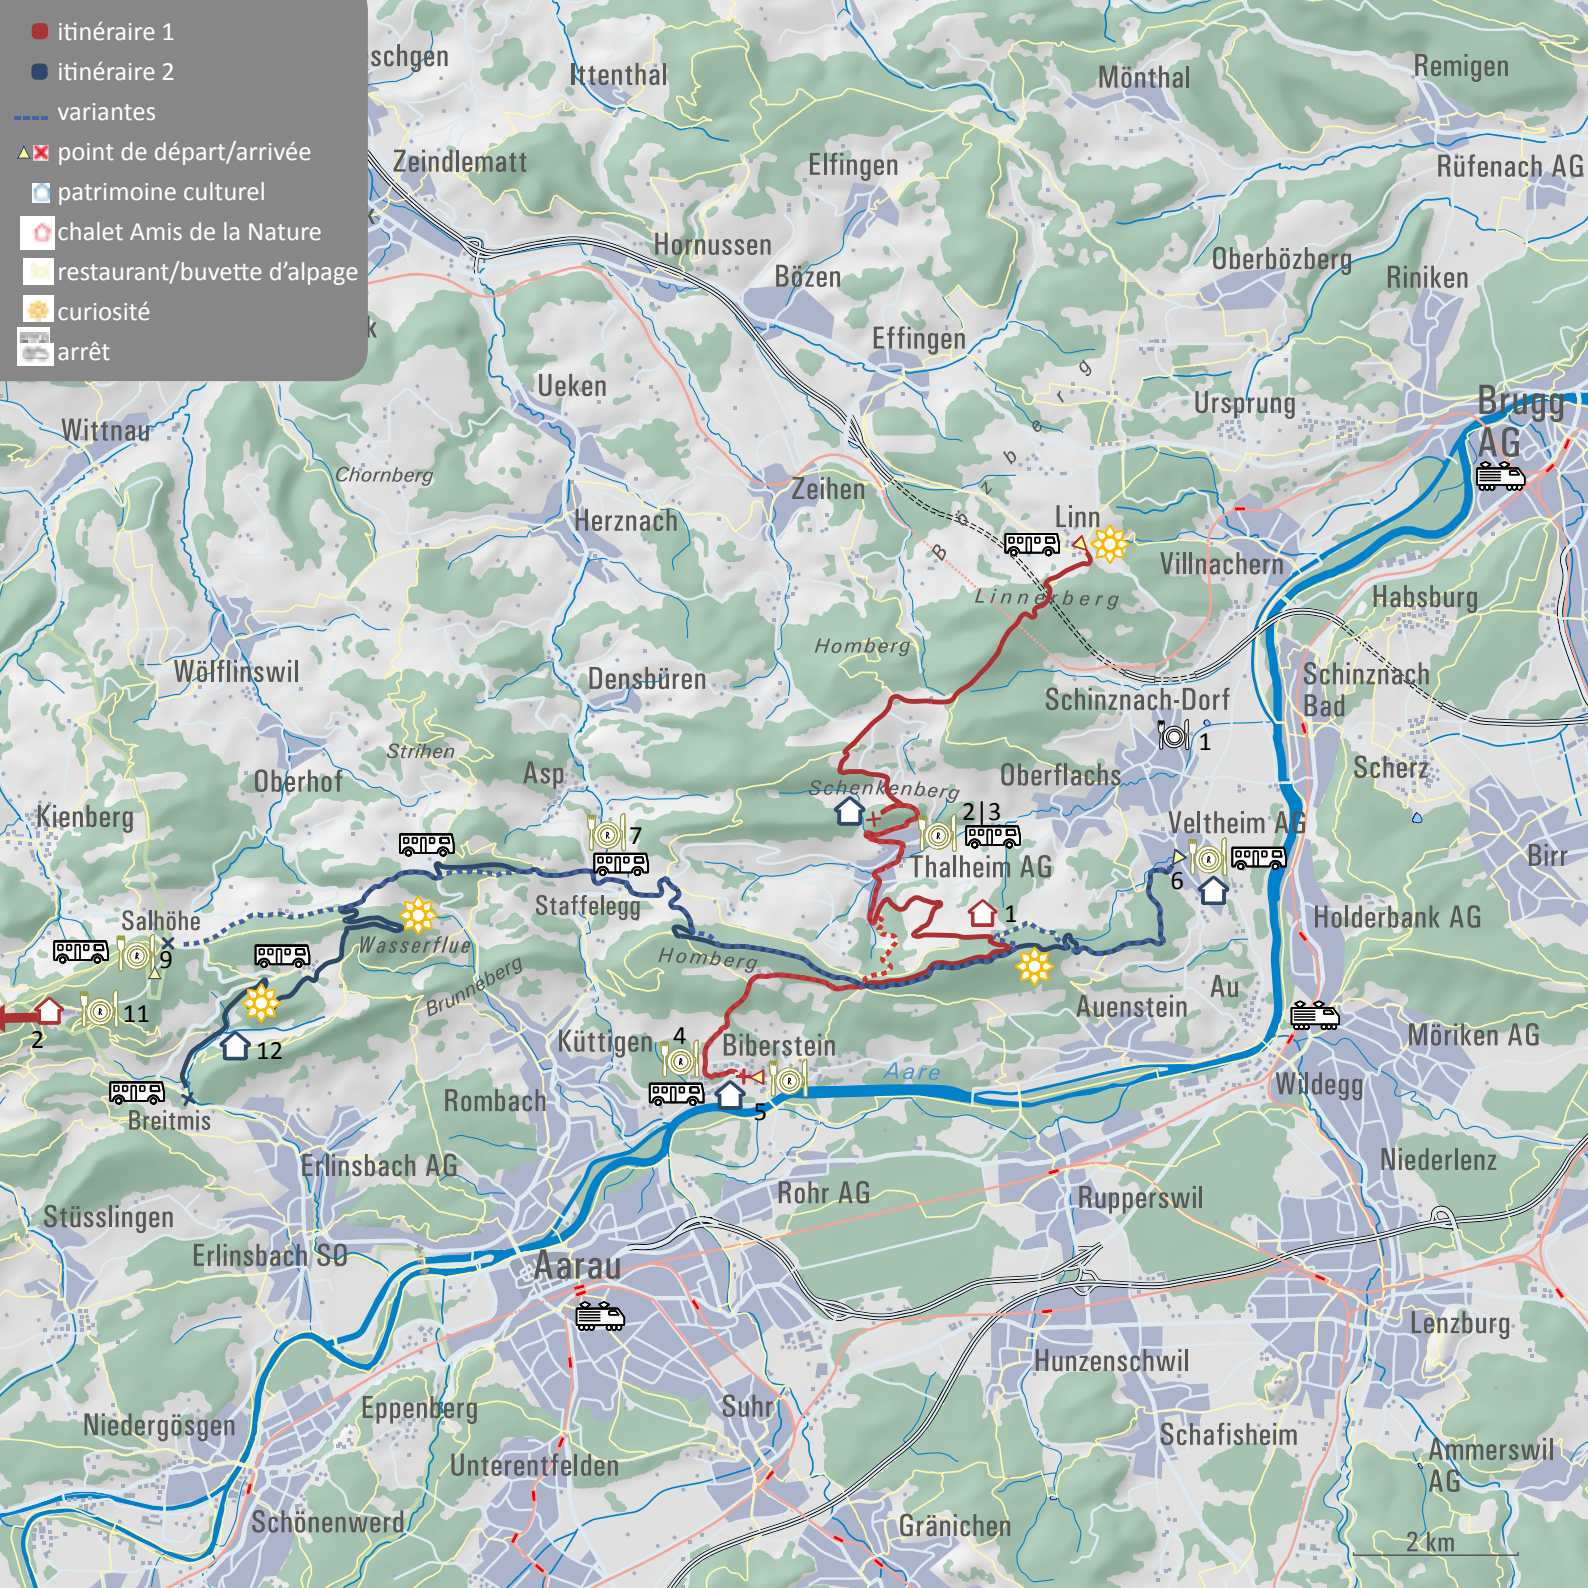 itinéraire 1
itinéraire 2
variantes
point de départ/arrivée
patrimoine culturel
chalet Amis de la Nature
restaurant/buvette d'alpage
curiosité
arrêt
schgen
Ittenthal
Mönthal
Remigen
Zeindlematt
Elfingen
Rüfenach AG
k
Hornussen
Bözen
Oberbözberg
Riniken
k
Effingen
Ueken
Ursprung
Brugg
AG
Wittnau
Chornberg
Zeihen
Bözberg
Herznach
Linn
Villnachern
Linnerberg
Habsburg
Homberg
Wölflinswil
Densbüren
Schinznach
Bad
Schinznach-Dorf
1
Strihen
Oberhof
Asp
Schenkenberg
Oberflachs
Scherz
Kienberg
7
R
2|3
R
Veltheim AG
Birr
Thalheim AG
R
6
Staffelegg
1
Salhöhe
Holderbank AG
Wasserflue
R
9
Homberg
Brunneberg
Au
Auenstein
R
11
2
12
Küttigen
4
R
Biberstein
Möriken AG
Aare
R
5
Wildegg
Rombach
Breitmis
Erlinsbach AG
Niederlenz
Rohr AG
Rupperswil
Stüsslingen
Erlinsbach SO
Aarau
Lenzburg
Hunzenschwil
Eppenberg
Suhr
Niedergösgen
Schafisheim
Ammerswil
AG
Unterentfelden
Schönenwerd
Gränichen
2 km